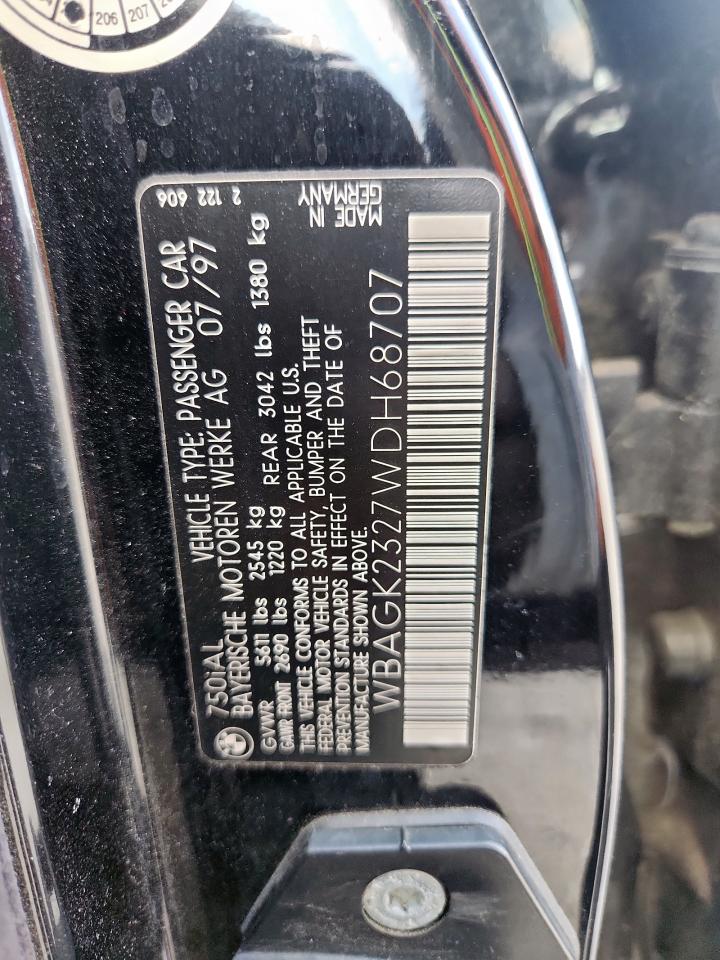 206 207
750iAL VEHICLE TYPE: PASSENGER CAR 2 122 606
BAYERISCHE MOTOREN WERKE AG 07/97
GVWR 5611 lbs 2545 kg
GAWR FRONT 2690 lbs 1220 kg REAR 3042 lbs 1380 kg
THIS VEHICLE CONFORMS TO ALL APPLICABLE U.S.
FEDERAL MOTOR VEHICLE SAFETY, BUMPER AND THEFT
PREVENTION STANDARDS IN EFFECT ON THE DATE OF
MANUFACTURE SHOWN ABOVE.
MADE IN
GERMANY
WBAGK2327WDH68707